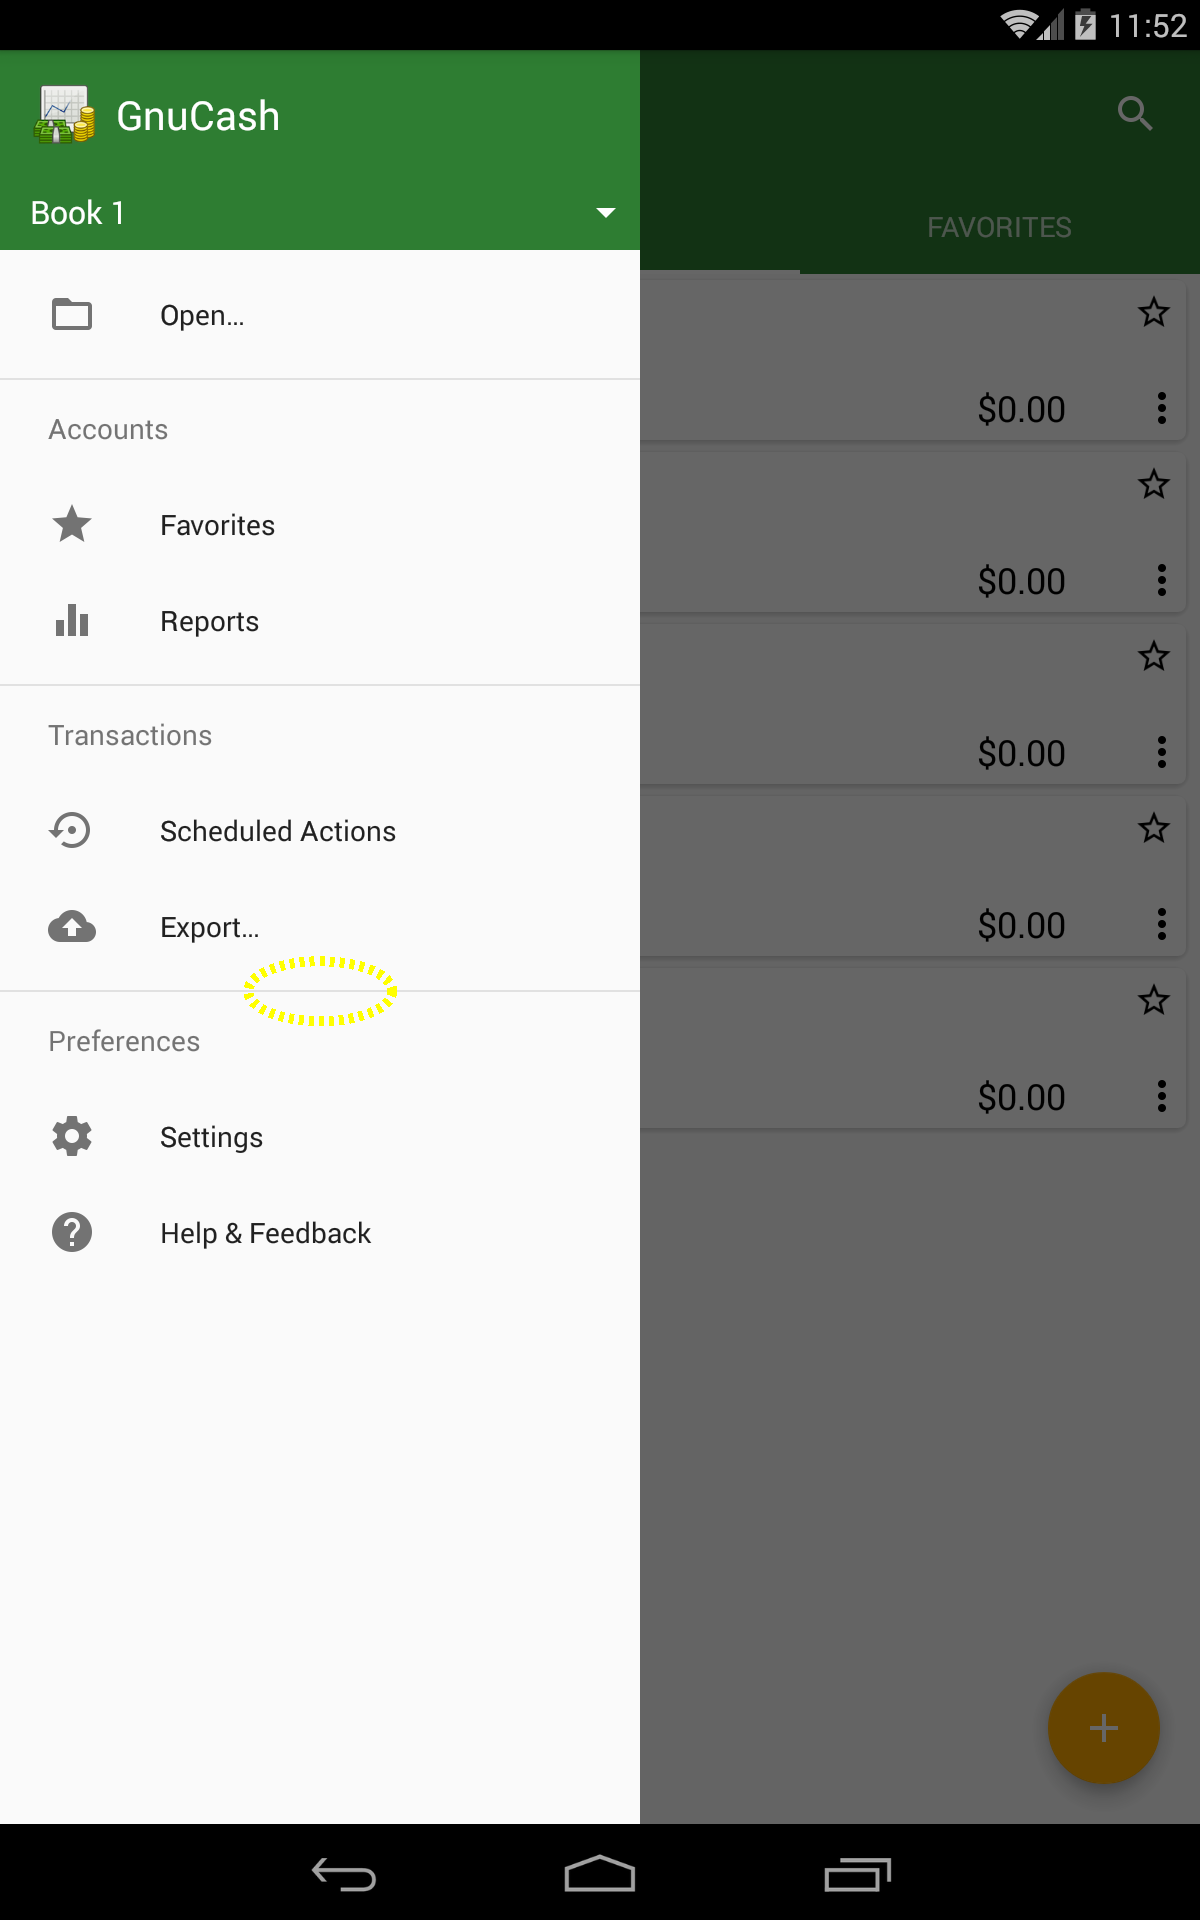 11:52
GnuCash
Book 1
FAVORITES
Open...
Accounts
Favorites
Reports
Transactions
Scheduled Actions
Export...
Preferences
Settings
Help & Feedback
$0.00
$0.00
$0.00
$0.00
$0.00